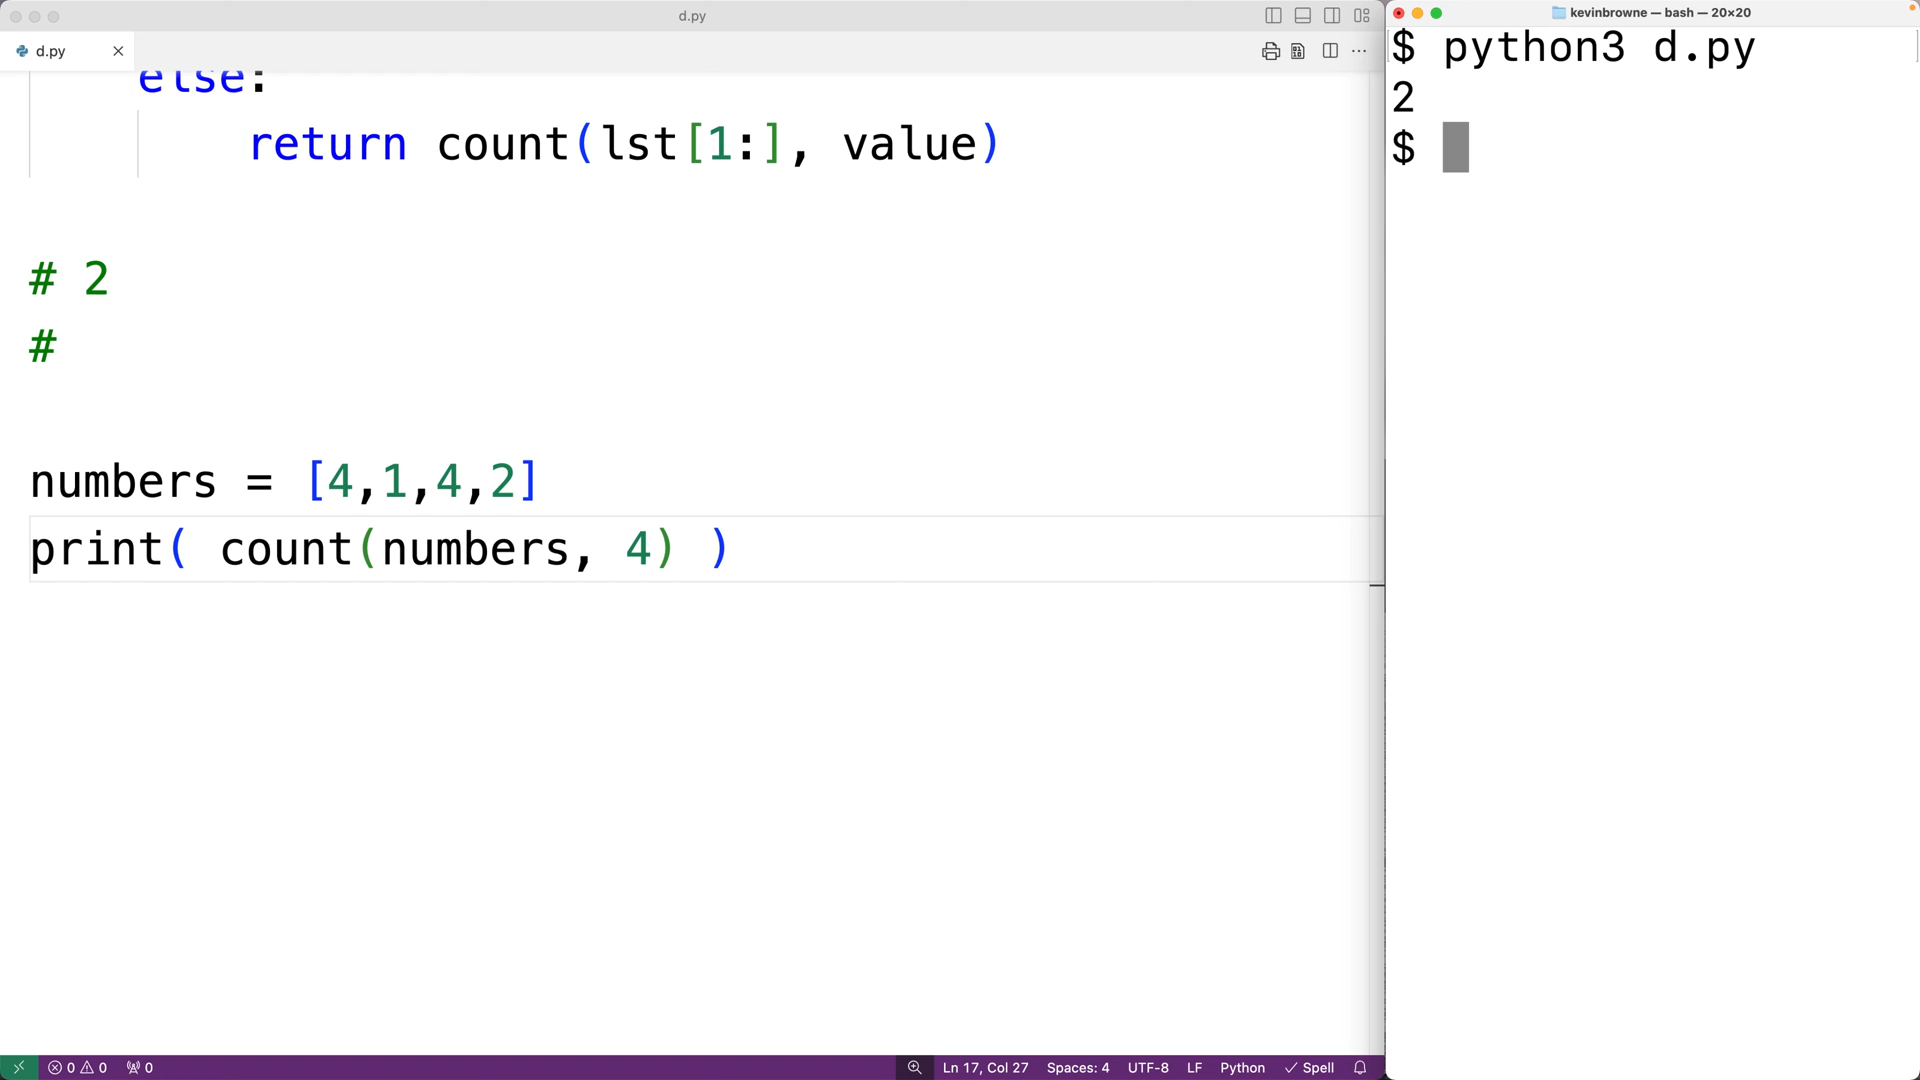 d.py
d.py
else:
return count(lst[1:], value)
# 2
#
numbers = [4,1,4,2]
print( count(numbers, 4) )
0 0 0
Ln 17, Col 27 Spaces: 4 UTF-8 LF Python Spell
kevinbrowne — bash — 20×20
$ python3 d.py
2
$